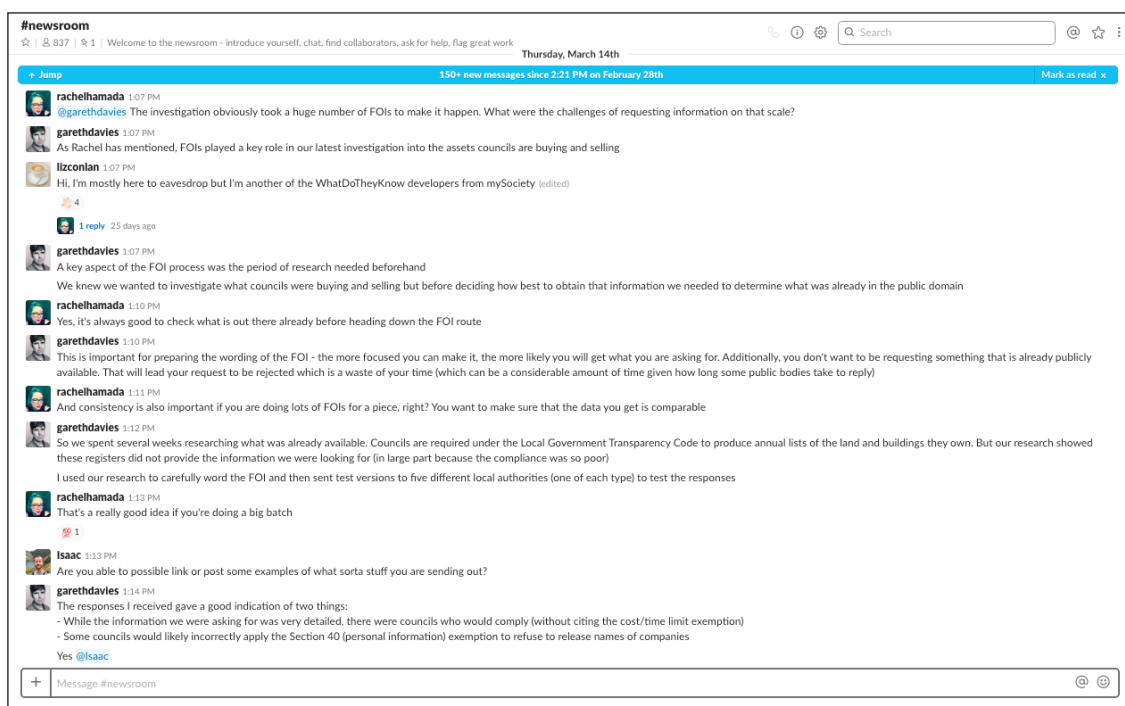 #newsroom
837 | 1 | Welcome to the newsroom - introduce yourself, chat, find collaborators, ask for help, flag great work
Search
Thursday, March 14th
Jump
150+ new messages since 2:21 PM on February 28th
Mark as read x
rachelhamada 1:07 PM
@garethdavies The investigation obviously took a huge number of FOIs to make it happen. What were the challenges of requesting information on that scale?
garethdavies 1:07 PM
As Rachel has mentioned, FOIs played a key role in our latest investigation into the assets councils are buying and selling
lizconlan 1:07 PM
Hi, I'm mostly here to eavesdrop but I'm another of the WhatDoTheyKnow developers from mySociety (edited)
4
1 reply 25 days ago
garethdavies 1:07 PM
A key aspect of the FOI process was the period of research needed beforehand
We knew we wanted to investigate what councils were buying and selling but before deciding how best to obtain that information we needed to determine what was already in the public domain
rachelhamada 1:10 PM
Yes, it's always good to check what is out there already before heading down the FOI route
garethdavies 1:10 PM
This is important for preparing the wording of the FOI - the more focused you can make it, the more likely you will get what you are asking for. Additionally, you don't want to be requesting something that is already publicly
available. That will lead your request to be rejected which is a waste of your time (which can be a considerable amount of time given how long some public bodies take to reply)
rachelhamada 1:11 PM
And consistency is also important if you are doing lots of FOIs for a piece, right? You want to make sure that the data you get is comparable
garethdavies 1:12 PM
So we spent several weeks researching what was already available. Councils are required under the Local Government Transparency Code to produce annual lists of the land and buildings they own. But our research showed
these registers did not provide the information we were looking for (in large part because the compliance was so poor)
I used our research to carefully word the FOI and then sent test versions to five different local authorities (one of each type) to test the responses
rachelhamada 1:13 PM
That's a really good idea if you're doing a big batch
1
Isaac 1:13 PM
Are you able to possible link or post some examples of what sorta stuff you are sending out?
garethdavies 1:14 PM
The responses I received gave a good indication of two things:
- While the information we were asking for was very detailed, there were councils who would comply (without citing the cost/time limit exemption)
- Some councils would likely incorrectly apply the Section 40 (personal information) exemption to refuse to release names of companies
Yes @Isaac
Message #newsroom